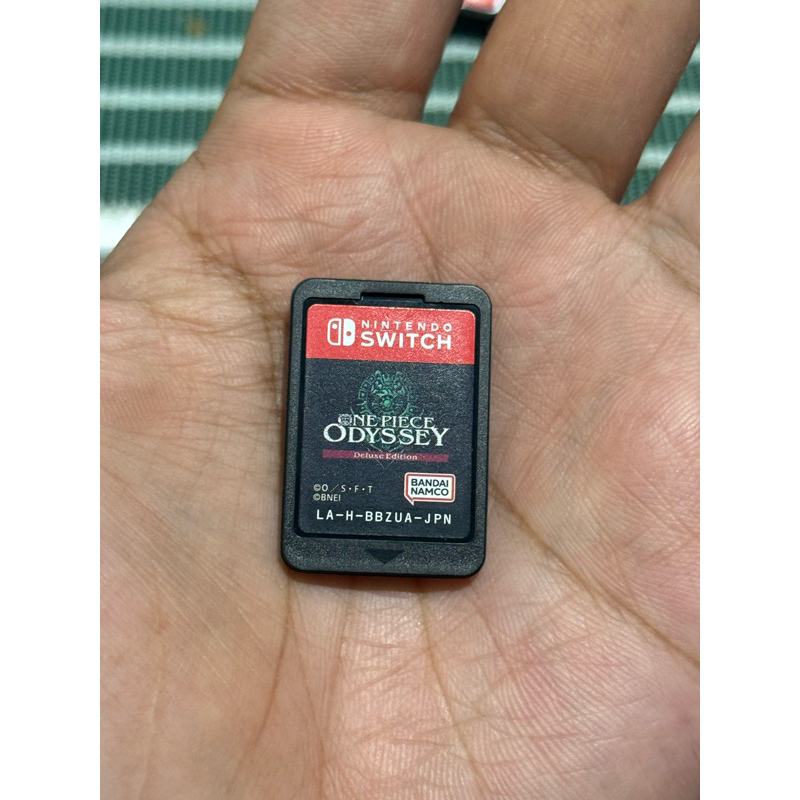 NINTENDO
SWITCH
ONE PIECE
ODYSSEY
Deluxe Edition
©O/S・F・T
©BNEI
BANDAI
NAMCO
LA-H-BBZUA-JPN